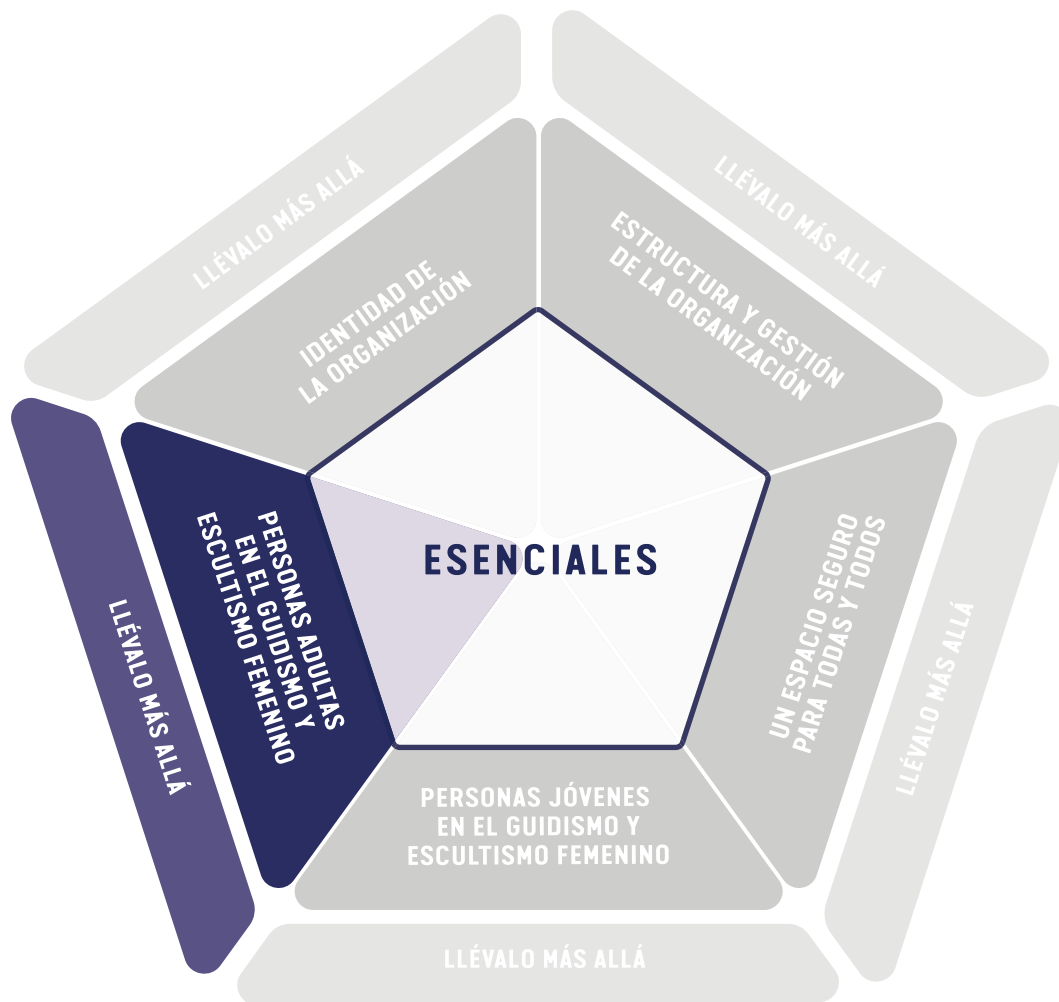 LLÉVALO MÁS ALLÁ
LLÉVALO MÁS ALLÁ
IDENTIDAD DE
LA ORGANIZACIÓN
ESTRUCTURA Y GESTIÓN
DE LA ORGANIZACIÓN
ESENCIALES
LLÉVALO MÁS ALLÁ
PERSONAS ADULTAS
EN EL GUIDISMO Y
ESCULTISMO FEMENINO
UN ESPACIO SEGURO
PARA TODAS Y TODOS
LLÉVALO MÁS ALLÁ
PERSONAS JÓVENES
EN EL GUIDISMO Y
ESCULTISMO FEMENINO
LLÉVALO MÁS ALLÁ